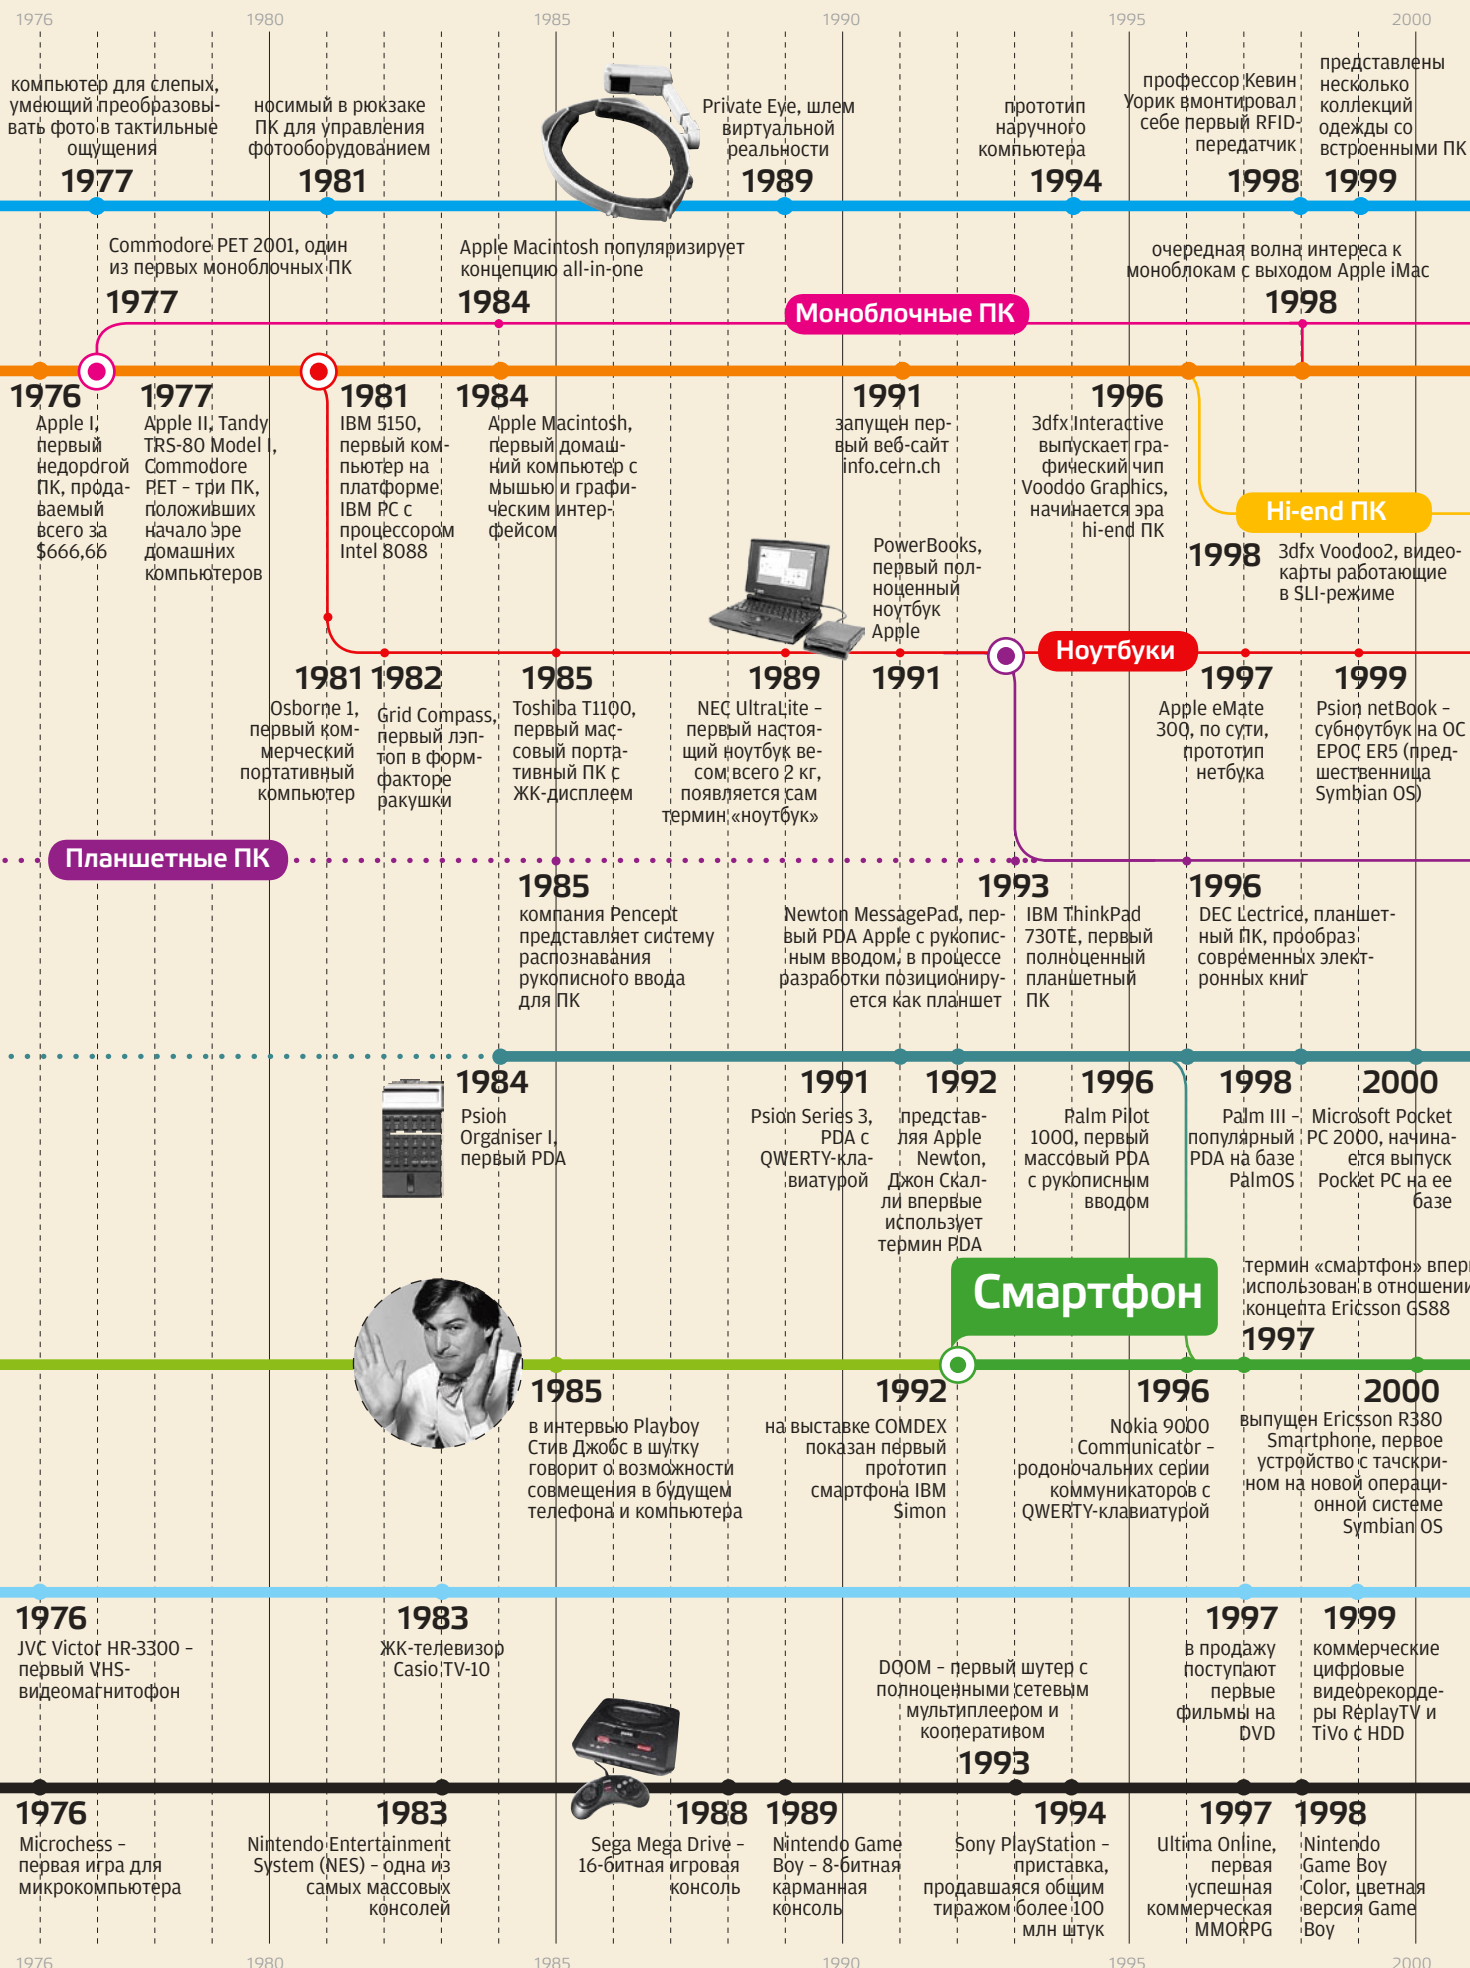 1976
1980
1985
1990
1995
2000
компьютер для слепых,
умеющий преобразовы-
вать фото в тактильные
ощущения
1977
носимый в рюкзаке
ПК для управления
фотооборудованием
1981
Private Eye, шлем
виртуальной
реальности
1989
прототип
наручного
компьютера
1994
профессор Кевин
Уорик вмонтировал
себе первый RFID-
передатчик
1998
представлены
несколько
коллекций
одежды со
встроенными ПК
1999
Commodore PET 2001, один
из первых моноблочных ПК
1977
Apple Macintosh популяризирует
концепцию all-in-one
1984
Моноблочные ПК
очередная волна интереса к
моноблокам с выходом Apple iMac
1998
1976
Apple I,
первый
недорогой
ПК, прода-
ваемый
всего за
$666,66
1977
Apple II, Tandy
TRS-80 Model I,
Commodore
PET – три ПК,
положивших
начало эре
домашних
компьютеров
1981
IBM 5150,
первый ком-
пьютер на
платформе
IBM PC с
процессором
Intel 8088
1984
Apple Macintosh,
первый домаш-
ний компьютер с
мышью и графи-
ческим интер-
фейсом
1991
запущен пер-
вый веб-сайт
info.cern.ch
1996
3dfx Interactive
выпускает гра-
фический чип
Voodoo Graphics,
начинается эра
hi-end ПК
Hi-end ПК
1998
3dfx Voodoo2, видео-
карты работающие
в SLI-режиме
PowerBooks,
первый пол-
ноценный
ноутбук
Apple
Ноутбуки
1981
Osborne 1,
первый ком-
мерческий
портативный
компьютер
1982
Grid Compass,
первый лэп-
топ в форм-
факторе
ракушки
1985
Toshiba T1100,
первый мас-
совый порта-
тивный ПК с
ЖК-дисплеем
1989
NEC UltraLite –
первый настоя-
щий ноутбук ве-
сом всего 2 кг,
появляется сам
термин «ноутбук»
1991
1997
Apple eMate
300, по сути,
прототип
нетбука
1999
Psion netBook –
субноутбук на ОС
EPOC ER5 (пред-
шественница
Symbian OS)
Планшетные ПК
1985
компания Pencept
представляет систему
распознавания
рукописного ввода
для ПК
1993
Newton MessagePad, пер-
вый PDA Apple с рукопис-
ным вводом, в процессе
разработки позициониру-
ется как планшет
IBM ThinkPad
730TE, первый
полноценный
планшетный
ПК
1996
DEC Lectrice, планшет-
ный ПК, прообраз
современных элект-
ронных книг
1984
Psion
Organiser I,
первый PDA
1991
Psion Series 3,
PDA с
QWERTY-кла-
виатурой
1992
представ-
ляя Apple
Newton,
Джон Скал-
ли впервые
использует
термин PDA
1996
Palm Pilot
1000, первый
массовый PDA
с рукописным
вводом
1998
Palm III –
популярный
PDA на базе
PalmOS
2000
Microsoft Pocket
PC 2000, начина-
ется выпуск
Pocket PC на ее
базе
Смартфон
термин «смартфон» впер
использован в отношении
концепта Ericsson GS88
1997
1985
в интервью Playboy
Стив Джобс в шутку
говорит о возможности
совмещения в будущем
телефона и компьютера
1992
на выставке COMDEX
показан первый
прототип
смартфона IBM
Simon
1996
Nokia 9000
Communicator –
родоночальних серии
коммуникаторов с
QWERTY-клавиатурой
2000
выпущен Ericsson R380
Smartphone, первое
устройство с тачскри-
ном на новой операци-
онной системе
Symbian OS
1976
JVC Victor HR-3300 –
первый VHS-
видеомагнитофон
1983
ЖК-телевизор
Casio TV-10
1997
в продажу
поступают
первые
фильмы на
DVD
1999
коммерческие
цифровые
видеорекорде-
ры ReplayTV и
TiVo с HDD
DOOM – первый шутер с
полноценными сетевым
мультиплеером и
кооперативом
1993
1976
Microchess –
первая игра для
микрокомпьютера
1983
Nintendo Entertainment
System (NES) – одна из
самых массовых
консолей
1988
Sega Mega Drive –
16-битная игровая
консоль
1989
Nintendo Game
Boy – 8-битная
карманная
консоль
1994
Sony PlayStation –
приставка,
продавшаяся общим
тиражом более 100
млн штук
1997
Ultima Online,
первая
успешная
коммерческая
MMORPG
1998
Nintendo
Game Boy
Color, цветная
версия Game
Boy
1976
1980
1985
1990
1995
2000